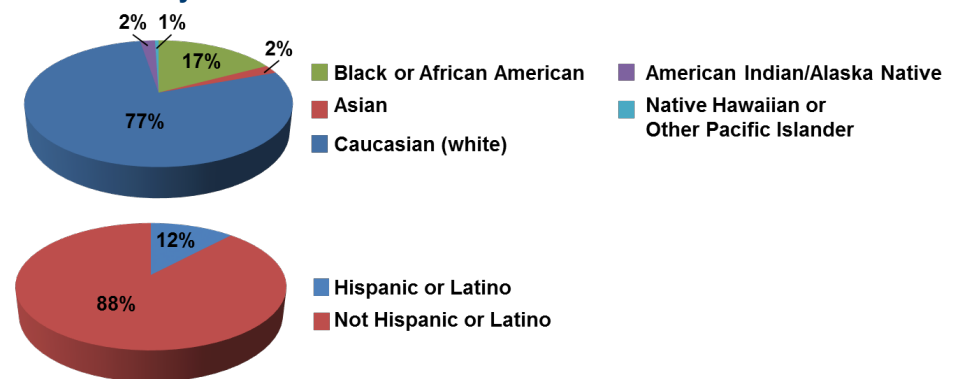 2% 1%
17%
2%
77%
Black or African American
Asian
Caucasian (white)
American Indian/Alaska Native
Native Hawaiian or
Other Pacific Islander
12%
88%
Hispanic or Latino
Not Hispanic or Latino